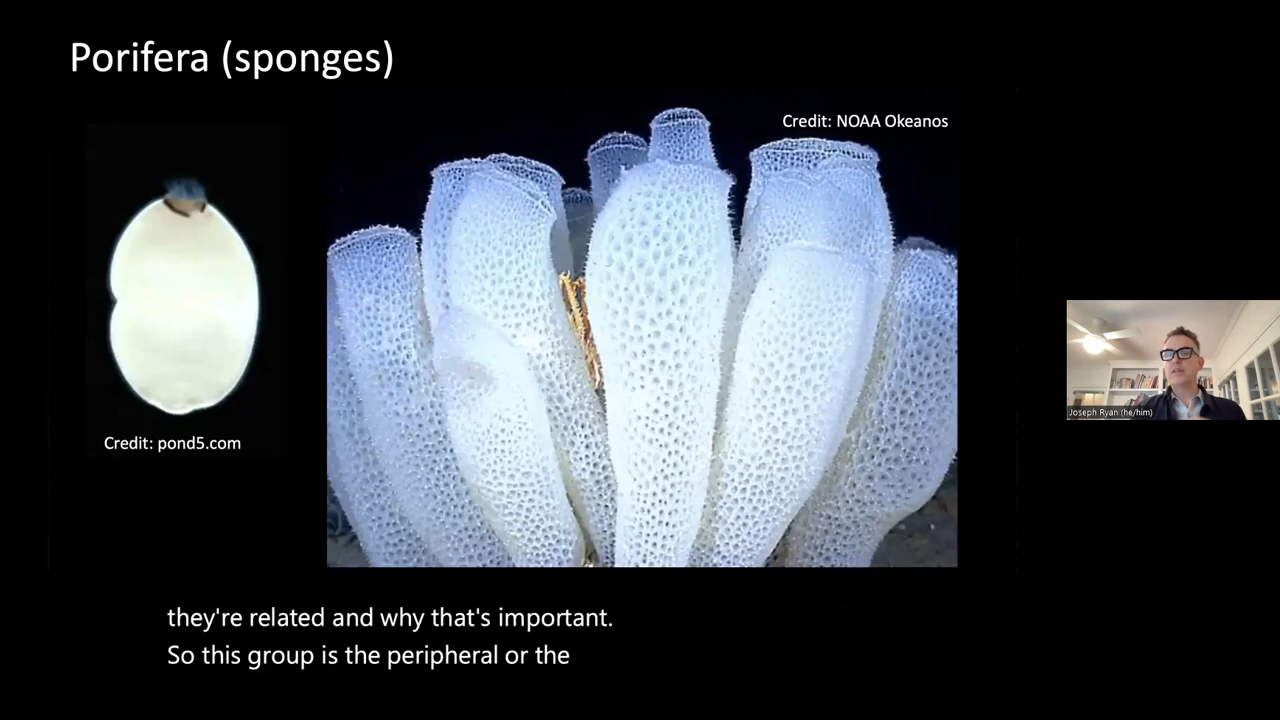 Porifera (sponges)
Credit: NOAA Okeanos
Credit: pond5.com
Joseph Ryan (he/him)
they're related and why that's important.
So this group is the peripheral or the